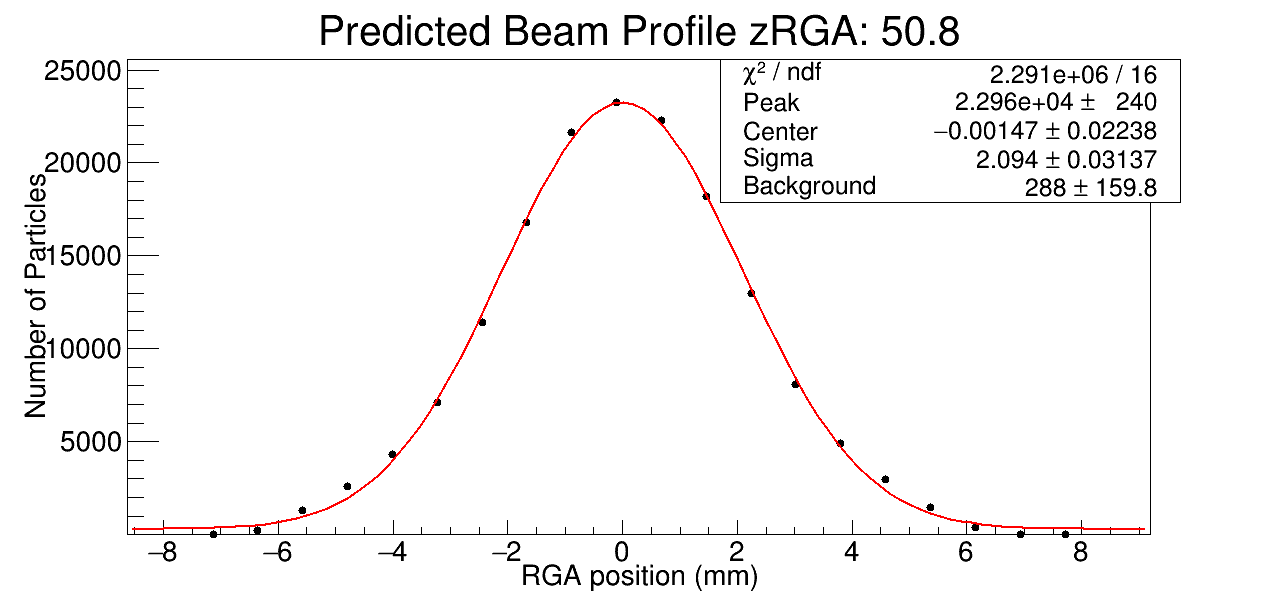 Predicted Beam Profile zRGA: 50.8
χ² / ndf 2.291e+06 / 16
Peak 2.296e+04 ± 240
Center −0.00147 ± 0.02238
Sigma 2.094 ± 0.03137
Background 288 ± 159.8
Number of Particles
25000
20000
15000
10000
5000
−8 −6 −4 −2 0 2 4 6 8
RGA position (mm)